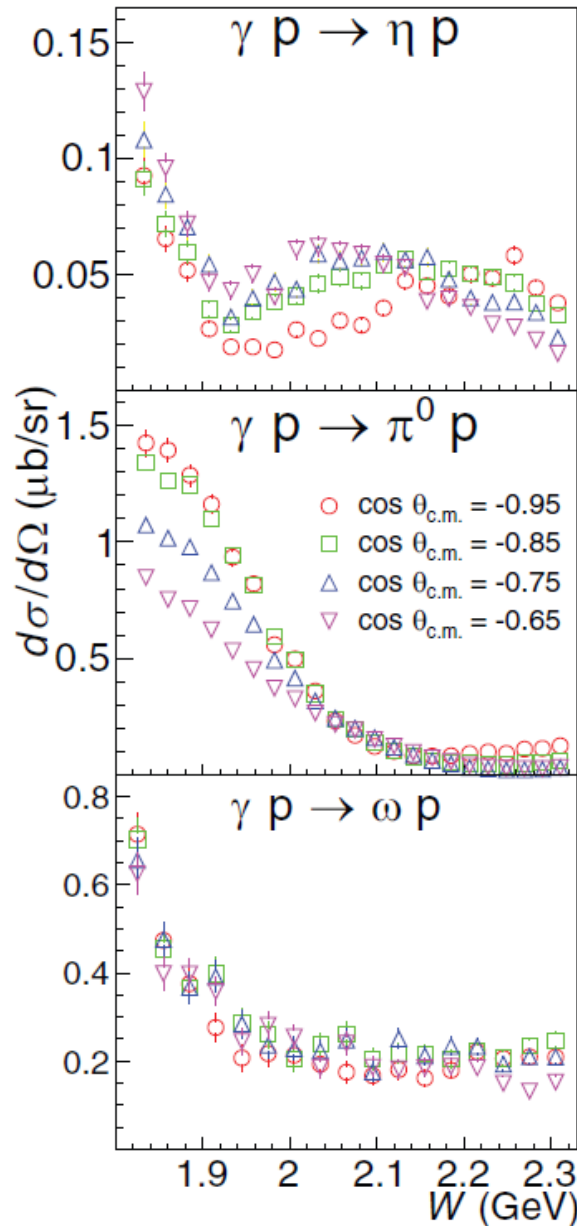 γ p → η p
0.15
0.1
0.05
γ p → π⁰ p
1.5
1
0.5
cos θc.m. = -0.95
cos θc.m. = -0.85
cos θc.m. = -0.75
cos θc.m. = -0.65
dσ/dΩ (μb/sr)
γ p → ω p
0.8
0.6
0.4
0.2
1.9 2 2.1 2.2 2.3
W (GeV)